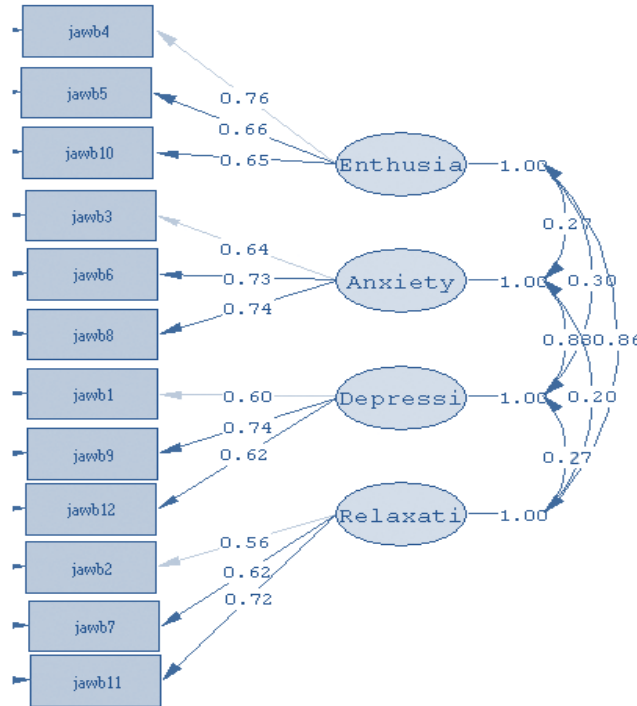 jawb4
0.76
jawb5
0.66
jawb10
0.65
Enthusia
1.00
jawb3
0.27
0.64
jawb6
0.73
Anxiety
1.00
0.30
0.74
jawb8
0.88
0.86
jawb1
0.60
Depressi
1.00
0.20
0.74
jawb9
0.62
0.27
jawb12
Relaxati
1.00
0.56
jawb2
0.62
0.72
jawb7
jawb11